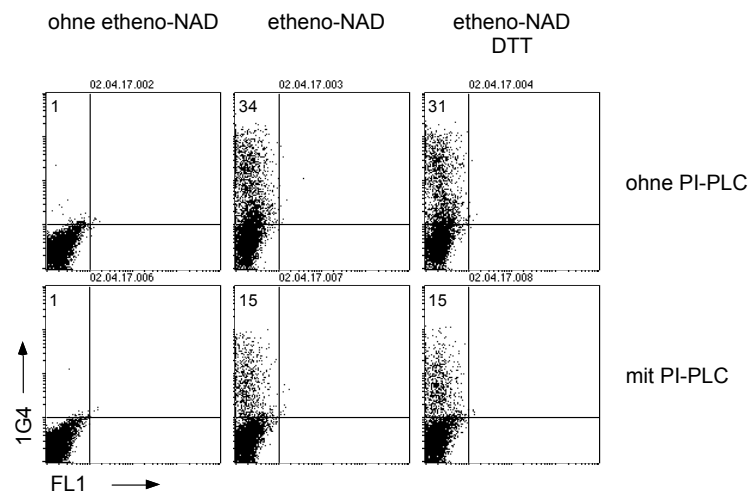 ohne etheno-NAD
etheno-NAD
etheno-NAD
DTT
02.04.17.002
02.04.17.003
02.04.17.004
1
34
31
ohne PI-PLC
02.04.17.006
02.04.17.007
02.04.17.008
1
15
15
mit PI-PLC
1G4
FL1